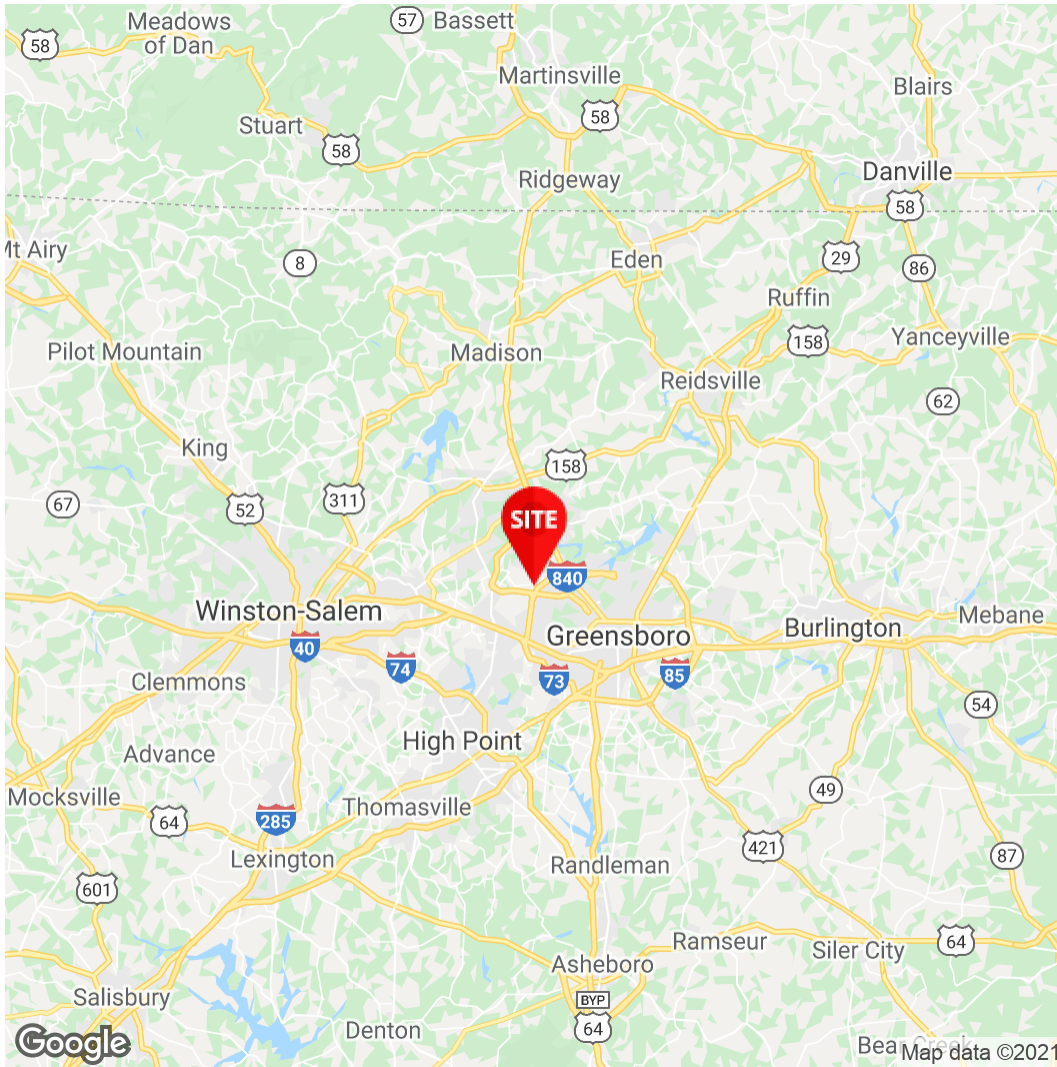 Meadows
of Dan
57
Bassett
58
Martinsville
Blairs
58
Stuart
58
Danville
Ridgeway
58
Mt Airy
8
Eden
29
86
Ruffin
158
Yanceyville
Pilot Mountain
Madison
Reidsville
62
King
158
311
67
52
SITE
840
Winston-Salem
Greensboro
Burlington
Mebane
40
74
73
85
Clemmons
54
High Point
Advance
49
Mocksville
Thomasville
64
285
421
87
Lexington
Randleman
601
Ramseur
Siler City
64
Asheboro
Salisbury
BYP
64
Denton
Google
Bear Creek
Map data ©2021